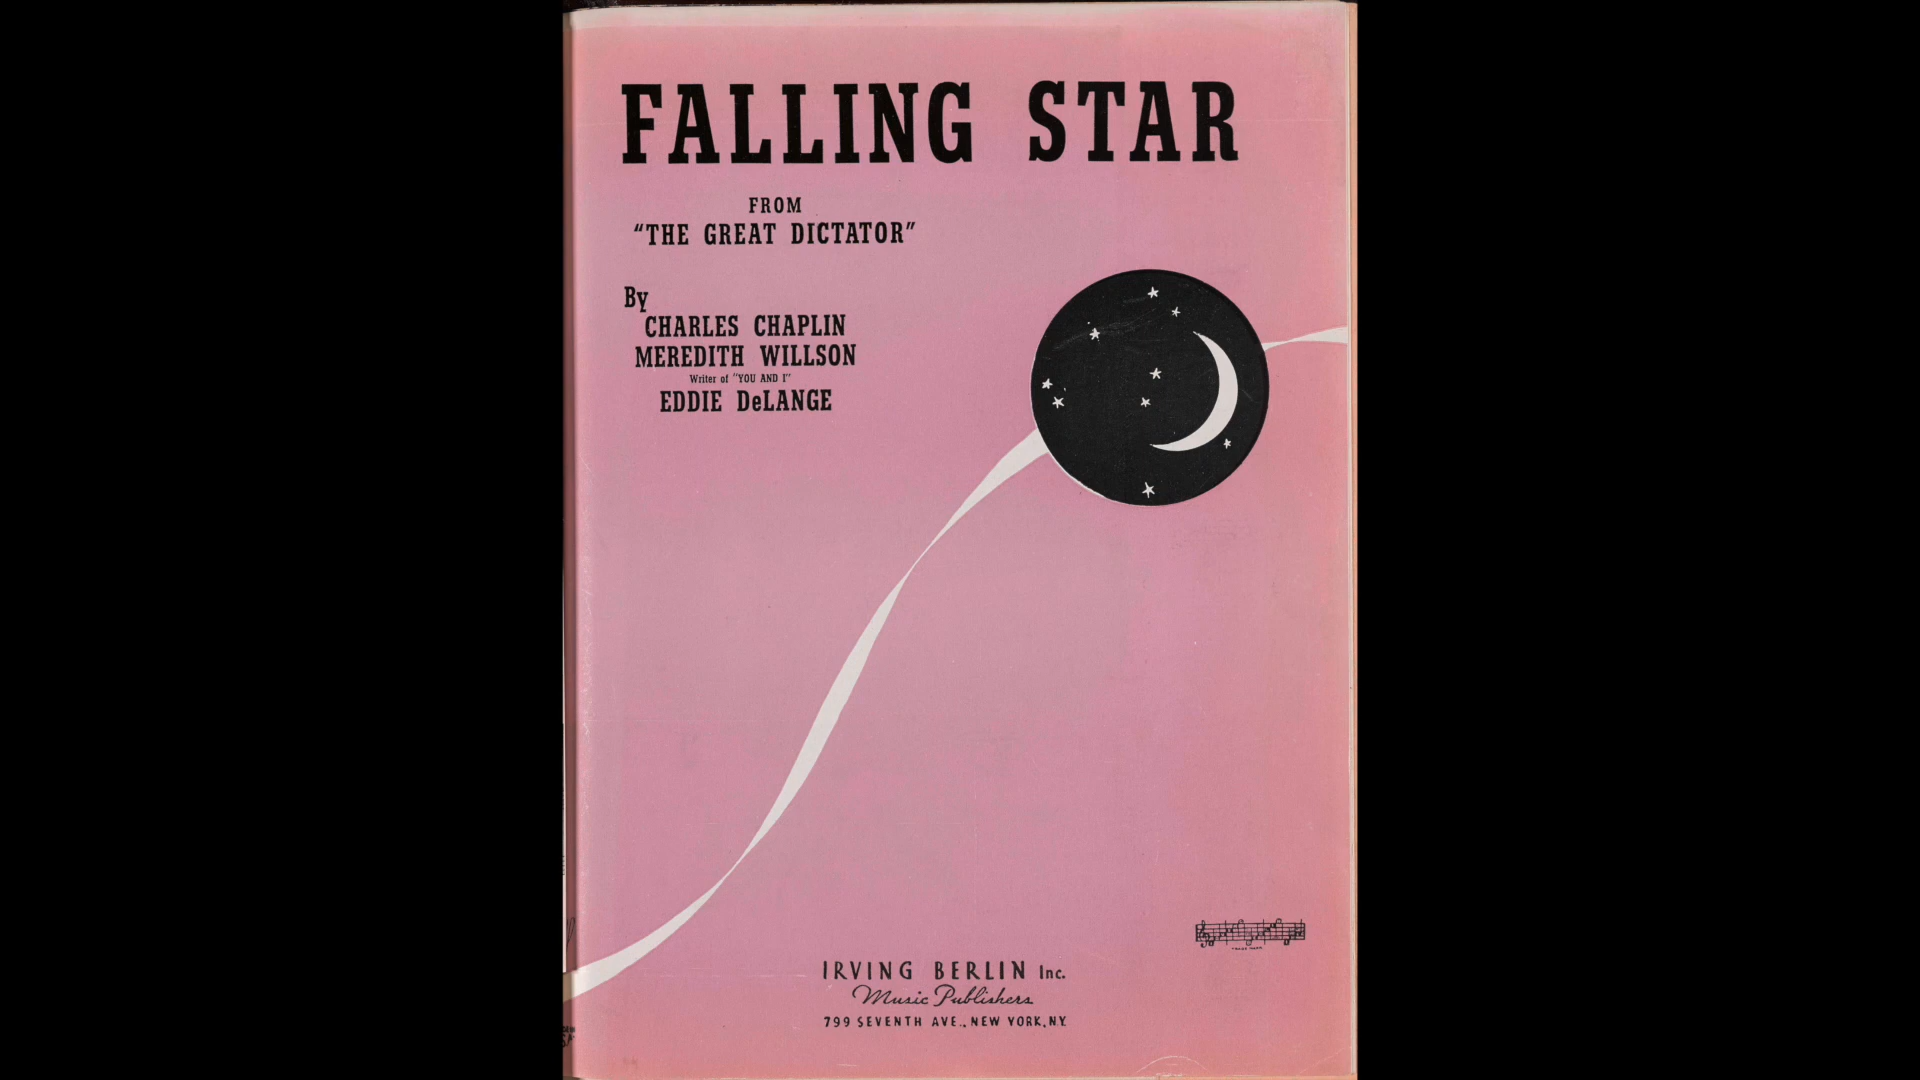 FALLING STAR
FROM
“THE GREAT DICTATOR”
By
CHARLES CHAPLIN
MEREDITH WILLSON
Writer of “YOU AND I”
EDDIE DeLANGE
IRVING BERLIN Inc.
Music Publishers
799 SEVENTH AVE., NEW YORK, N.Y.